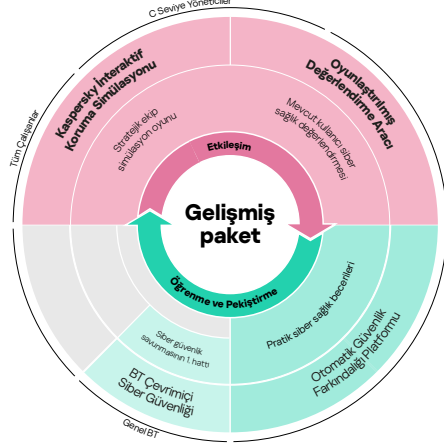 C Seviye Yöneticiler
Tüm Çalışanlar
Kaspersky İnteraktif
Koruma Simülasyonu
Stratejik ekip
simülasyon oyunu
Oyunlaştırılmış
Değerlendirme Aracı
Mevcut kullanıcı siber
sağlık değerlendrmesi
Etkileşim
Gelişmiş
paket
Öğrenme ve Pekiştirme
Pratik siber sağlık becerileri
Otomatik Güvenlik
Farkındalığı Platformu
Siber güvenlik
savunmasının 1. hattı
BT Çevrimiçi
Siber Güvenliği
Genel BT